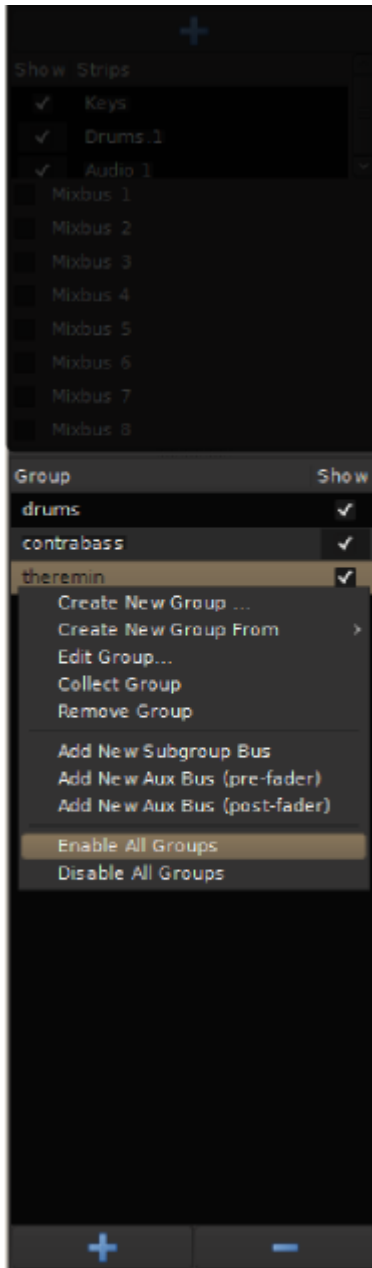 Show Strips
Keys
Drums.1
Audio 1
Mixbus 1
Mixbus 2
Mixbus 3
Mixbus 4
Mixbus 5
Mixbus 6
Mixbus 7
Mixbus 8
Group Show
drums
contrabass
theremin
Create New Group ...
Create New Group From
Edit Group...
Collect Group
Remove Group
Add New Subgroup Bus
Add New Aux Bus (pre-fader)
Add New Aux Bus (post-fader)
Enable All Groups
Disable All Groups